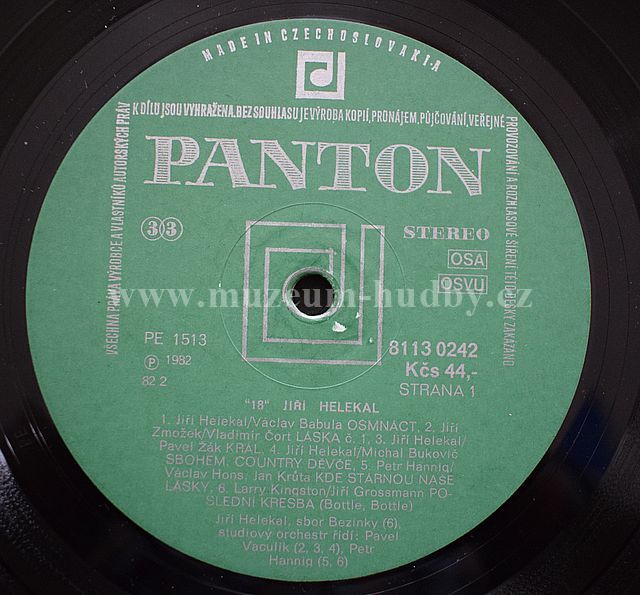 MADE IN CZECHOSLOVAKIA
VŠECHNA PRÁVA VÝROBCE A VLASTNÍKŮ AUTORSKÝCH PRÁV
K DÍLU JSOU VYHRAŽENA. BEZ SOUHLASU JE VÝROBA KOPIÍ, PRONÁJEM, PŮJČOVÁNÍ, VEŘEJNÉ
PROVOZOVÁNÍ A ROZHLASOVÉ ŠÍŘENÍ TÉTO DESKY ZAKÁZÁNO
PANTON
33
STEREO
OSA
OSVU
www.muzeum-hudby.cz
PE 1513
℗ 1982
82 2
8113 0242
Kčs 44,-
STRANA 1
"18" JIŘÍ HELEKAL
1. Jiří Helekal/Václav Babula OSMNÁCT, 2. Jiří
Zmožek/Vladimír Čort LÁSKA č. 1, 3. Jiří Helekal/
Pavel Žák KRÁL, 4. Jiří Helekal/Michal Bukovič
SBOHEM, COUNTRY DĚVČE, 5. Petr Hannig/
Václav Hons, Jan Krůta KDE STÁRNOU NAŠE
LÁSKY, 6. Larry Kingston/Jiří Grossmann PO-
SLEDNÍ KRESBA (Bottle, Bottle)
Jiří Helekal, sbor Bezinky (6),
studiový orchestr řídí: Pavel
Vaculík (2, 3, 4), Petr
Hannig (5, 6)